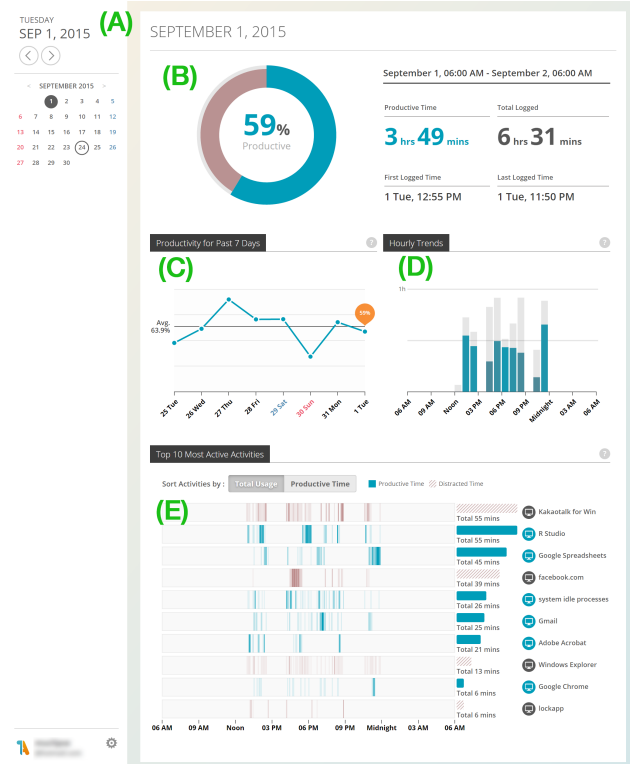 TUESDAY
SEP 1, 2015
(A)
< SEPTEMBER 2015 >
1 2 3 4 5
6 7 8 9 10 11 12
13 14 15 16 17 18 19
20 21 22 23 24 25 26
27 28 29 30
SEPTEMBER 1, 2015
(B)
59%
Productive
September 1, 06:00 AM - September 2, 06:00 AM
Productive Time
Total Logged
3 hrs 49 mins
6 hrs 31 mins
First Logged Time
Last Logged Time
1 Tue, 12:55 PM
1 Tue, 11:50 PM
Productivity for Past 7 Days
?
(C)
59%
Avg.
63.9%
25 Tue
26 Wed
27 Thu
28 Fri
29 Sat
30 Sun
31 Mon
1 Tue
Hourly Trends
?
(D)
1h
06 AM
09 AM
Noon
03 PM
06 PM
09 PM
Midnight
03 AM
06 AM
Top 10 Most Active Activities
?
Sort Activities by :
Total Usage
Productive Time
Productive Time
Distracted Time
(E)
Total 55 mins
Kakaotalk for Win
Total 55 mins
R Studio
Total 45 mins
Google Spreadsheets
Total 39 mins
facebook.com
Total 26 mins
system idle processes
Total 25 mins
Gmail
Total 21 mins
Adobe Acrobat
Total 13 mins
Windows Explorer
Total 6 mins
Google Chrome
Total 6 mins
lockapp
06 AM
09 AM
Noon
03 PM
06 PM
09 PM
Midnight
03 AM
06 AM